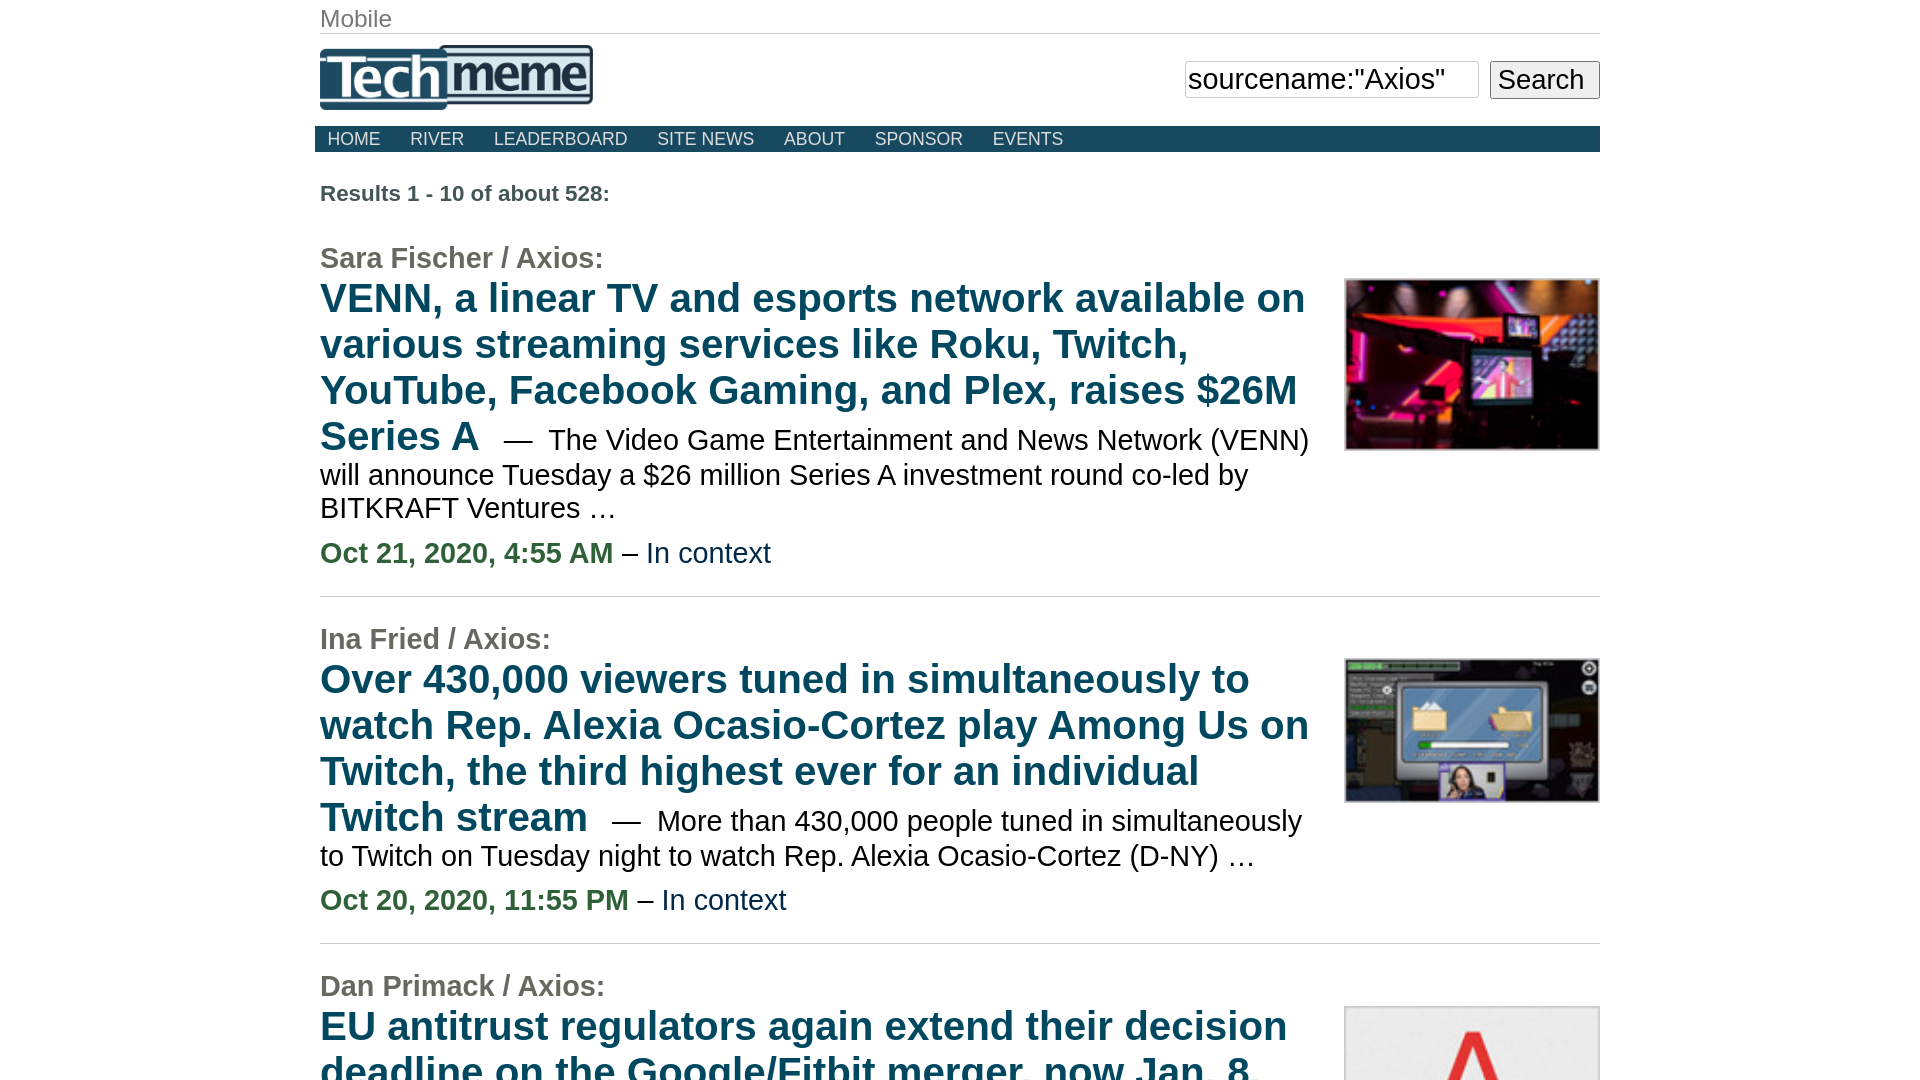 Mobile
Techmeme
sourcename:"Axios"
Search
HOME RIVER LEADERBOARD SITE NEWS ABOUT SPONSOR EVENTS
Results 1 - 10 of about 528:
Sara Fischer / Axios:
VENN, a linear TV and esports network available on
various streaming services like Roku, Twitch,
YouTube, Facebook Gaming, and Plex, raises $26M
Series A — The Video Game Entertainment and News Network (VENN)
will announce Tuesday a $26 million Series A investment round co-led by
BITKRAFT Ventures …
Oct 21, 2020, 4:55 AM – In context
Ina Fried / Axios:
Over 430,000 viewers tuned in simultaneously to
watch Rep. Alexia Ocasio-Cortez play Among Us on
Twitch, the third highest ever for an individual
Twitch stream — More than 430,000 people tuned in simultaneously
to Twitch on Tuesday night to watch Rep. Alexia Ocasio-Cortez (D-NY) …
Oct 20, 2020, 11:55 PM – In context
Dan Primack / Axios:
EU antitrust regulators again extend their decision
deadline on the Google/Fitbit merger, now Jan. 8,